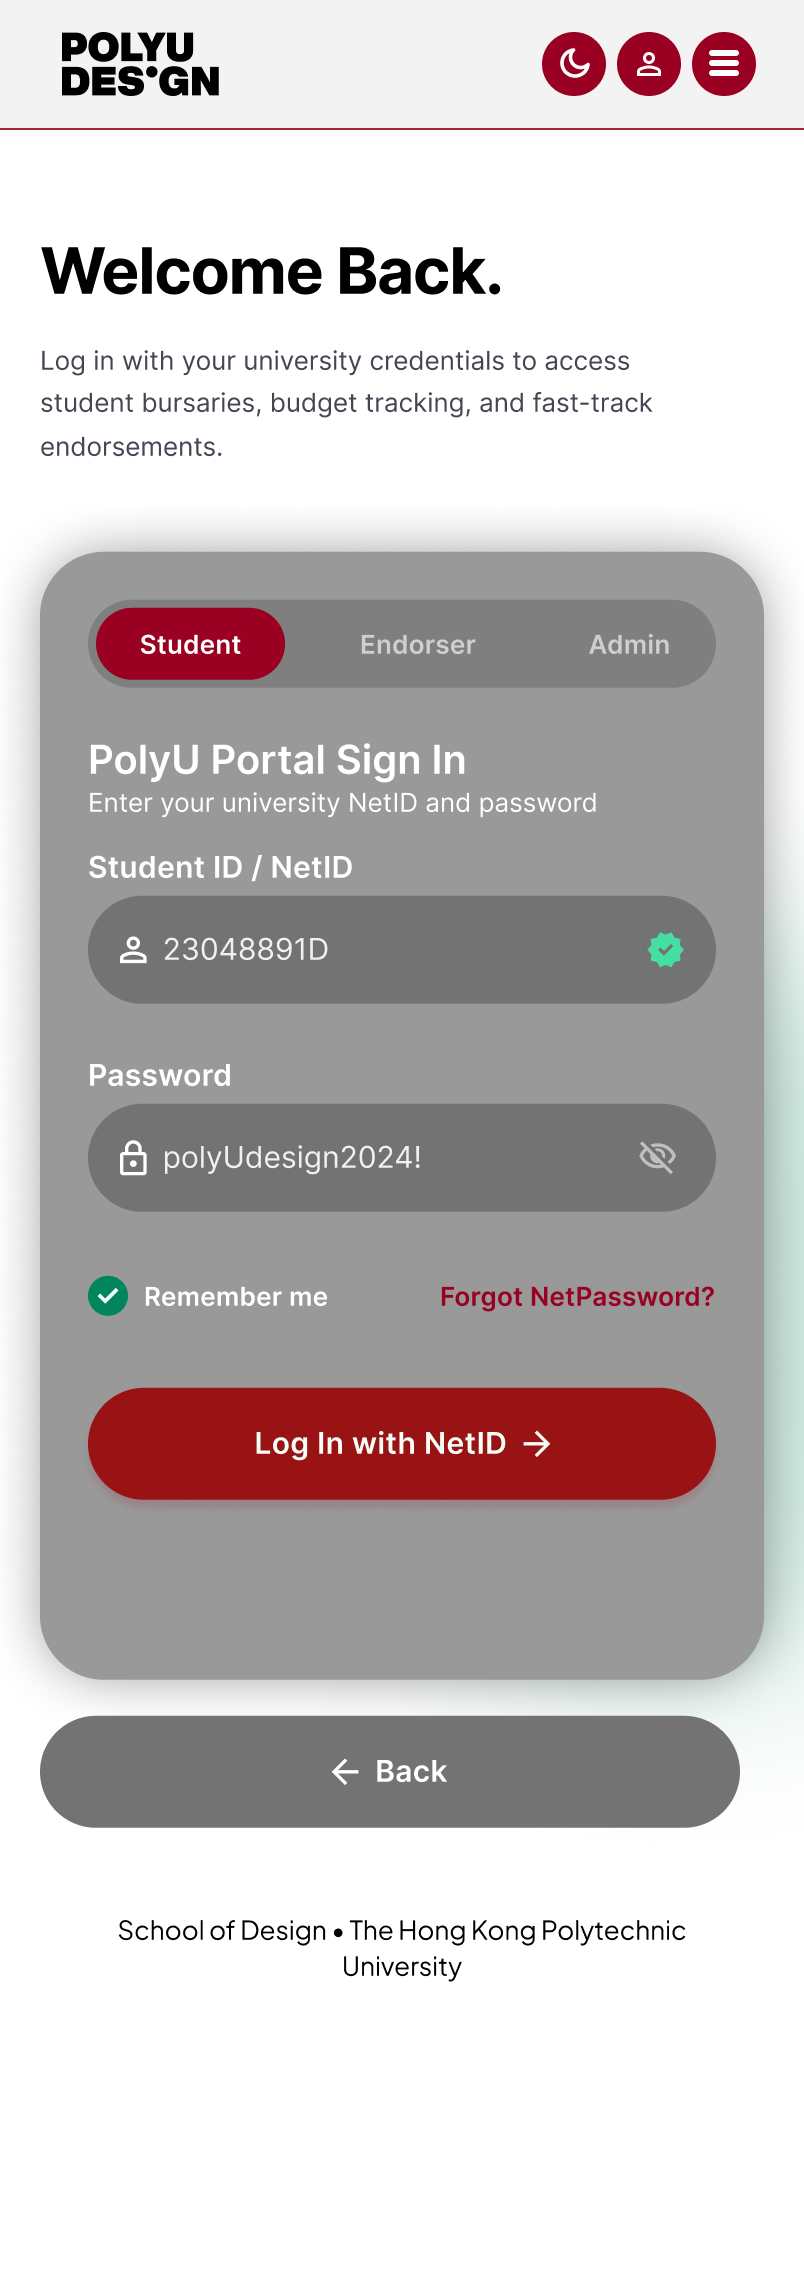 POLYU
DESIGN
Welcome Back.
Log in with your university credentials to access
student bursaries, budget tracking, and fast-track
endorsements.
Student Endorser Admin
PolyU Portal Sign In
Enter your university NetID and password
Student ID / NetID
23048891D
Password
polyUdesign2024!
Remember me Forgot NetPassword?
Log In with NetID →
← Back
School of Design • The Hong Kong Polytechnic
University